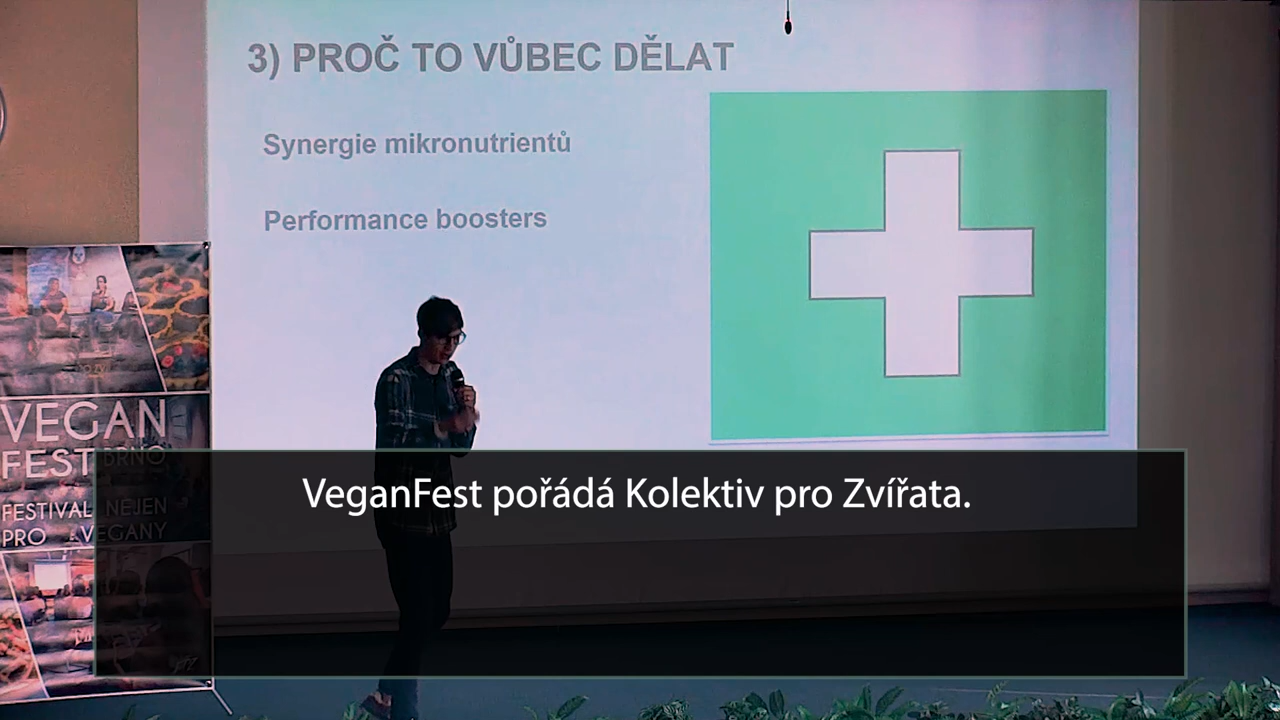 3) PROČ TO VŮBEC DĚLAT
Synergie mikronutrientů
Performance boosters
VEGAN
FEST BRNO
FESTIVAL NEJEN
PRO VEGANY
VeganFest pořádá Kolektiv pro Zvířata.